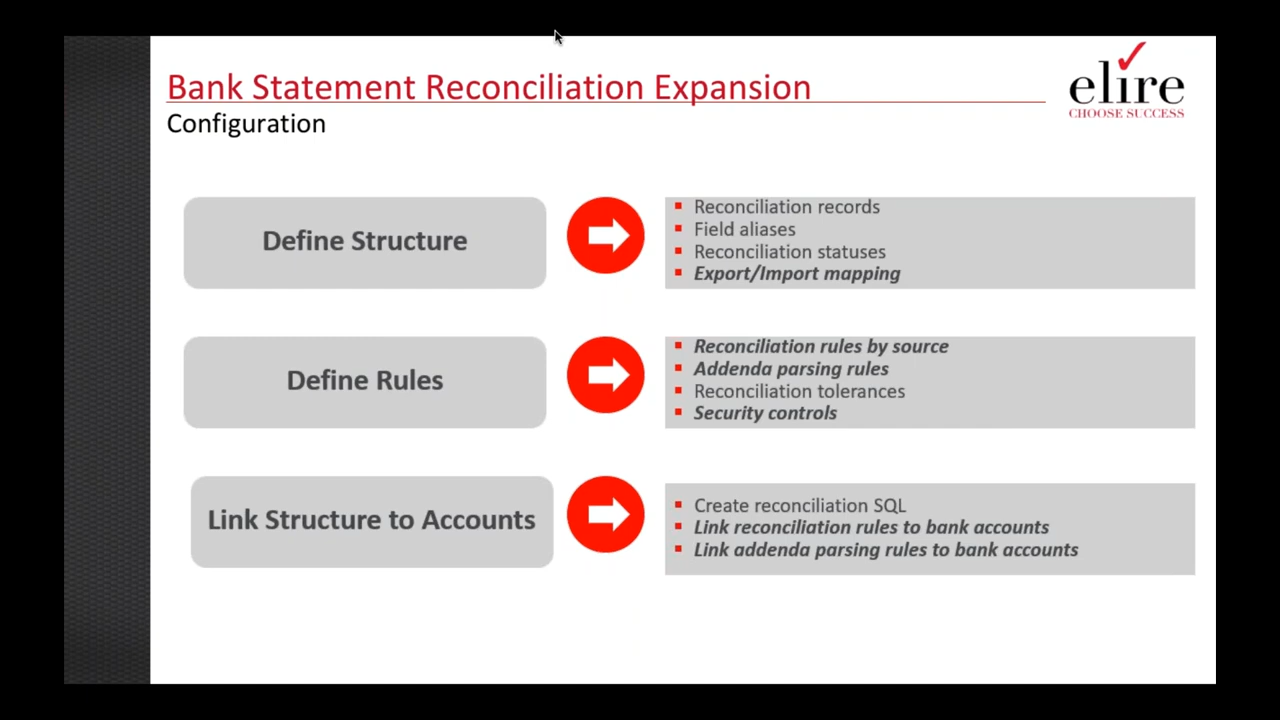 Bank Statement Reconciliation Expansion
Configuration
elire
CHOOSE SUCCESS
Define Structure
Reconciliation records
Field aliases
Reconciliation statuses
Export/Import mapping
Define Rules
Reconciliation rules by source
Addenda parsing rules
Reconciliation tolerances
Security controls
Link Structure to Accounts
Create reconciliation SQL
Link reconciliation rules to bank accounts
Link addenda parsing rules to bank accounts